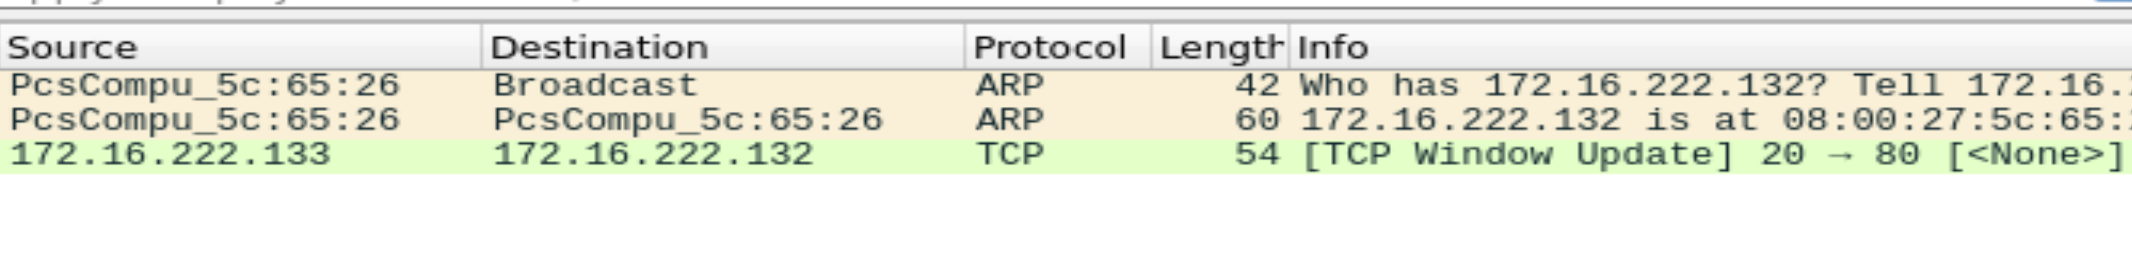 Source Destination Protocol Length Info
PcsCompu_5c:65:26 Broadcast ARP 42 Who has 172.16.222.132? Tell 172.16.
PcsCompu_5c:65:26 PcsCompu_5c:65:26 ARP 60 172.16.222.132 is at 08:00:27:5c:65:
172.16.222.133 172.16.222.132 TCP 54 [TCP Window Update] 20 → 80 [<None>]